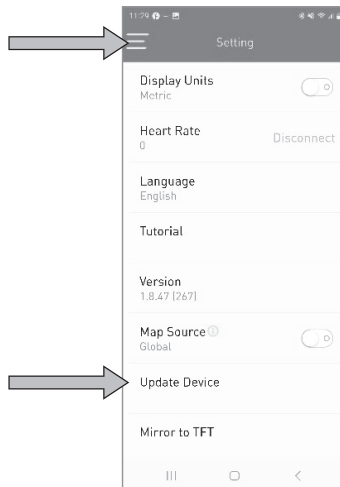 11:29
Setting
Display Units
Metric
Heart Rate
0
Disconnect
Language
English
Tutorial
Version
1.8.47 (267)
Map Source
Global
Update Device
Mirror to TFT